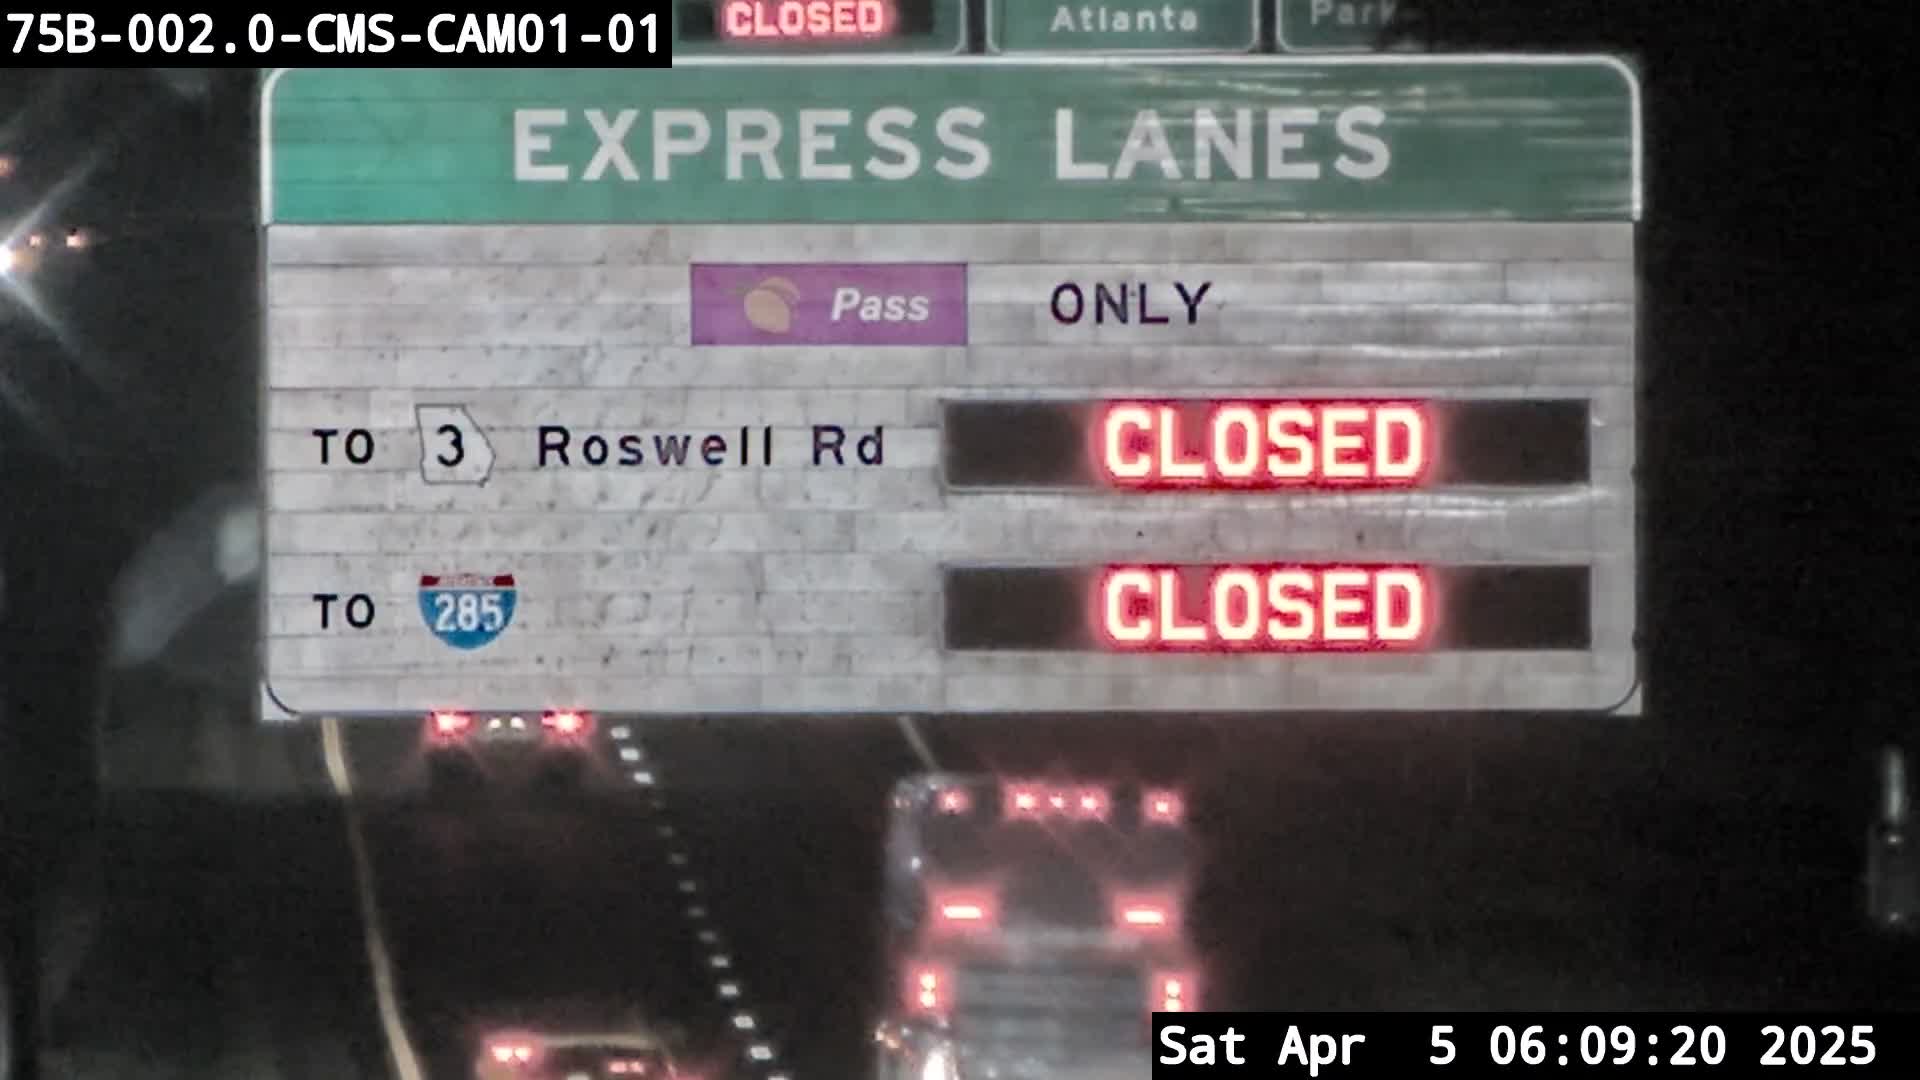 75B-002.0-CMS-CAM01-01
CLOSED
Atlanta
Park
EXPRESS LANES
Pass ONLY
TO 3 Roswell Rd CLOSED
TO 285 CLOSED
Sat Apr 5 06:09:20 2025